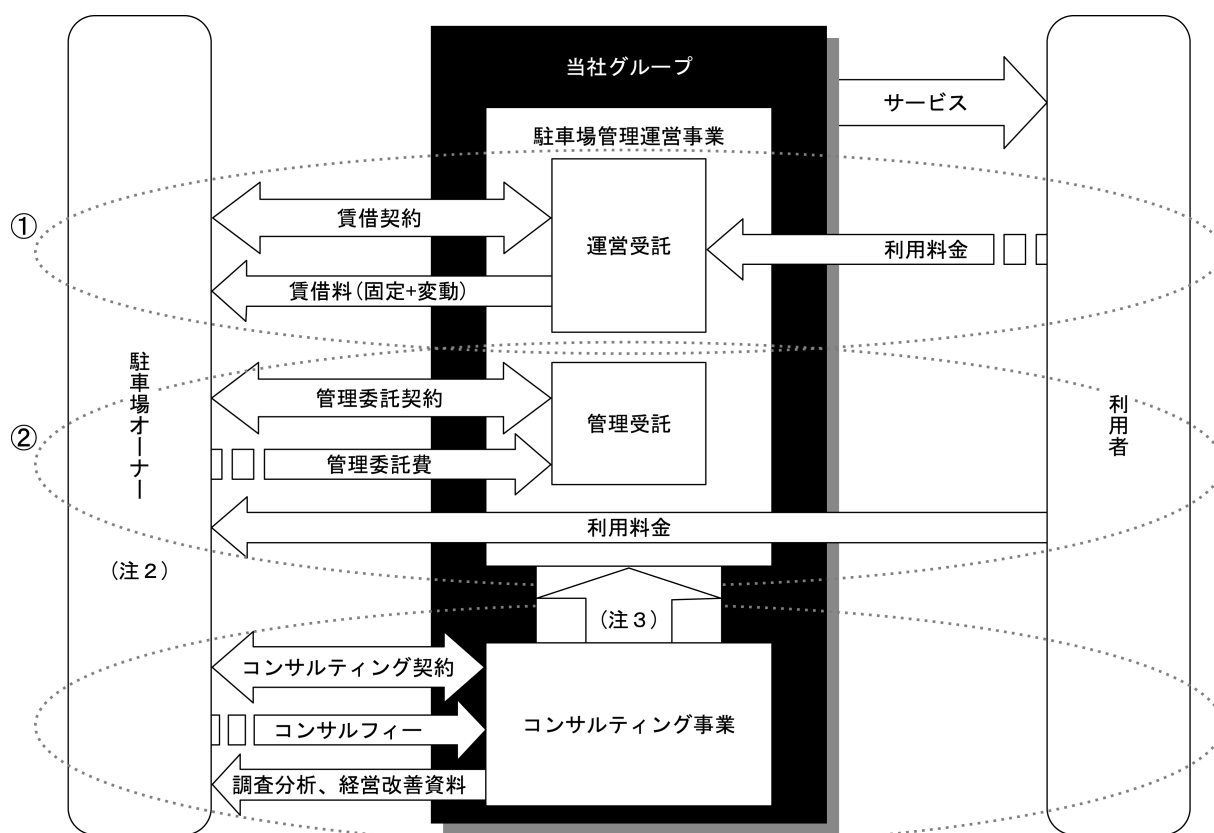 当社グループ
サービス
駐車場管理運営事業
①
賃借契約
運営受託
利用料金
賃借料(固定+変動)
駐車場オーナー
(注2)
②
管理委託契約
管理受託
管理委託費
利用者
利用料金
(注3)
コンサルティング契約
コンサルフィー
コンサルティング事業
調査分析、経営改善資料